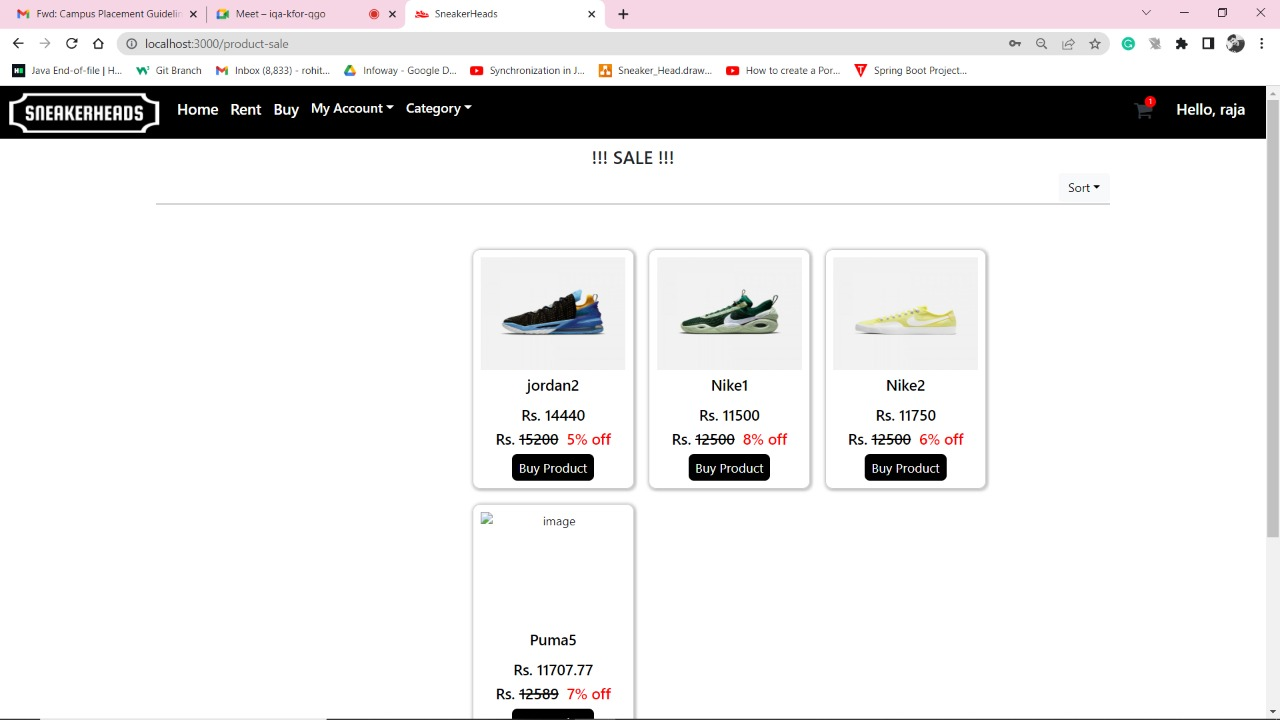 Fwd: Campus Placement Guidelin
Meet – iqa-kfor-qgo
SneakerHeads
localhost:3000/product-sale
Java End-of-file | H...
Git Branch
Inbox (8,833) - rohit...
Infoway - Google D...
Synchronization in J...
Sneaker_Head.draw...
How to create a Por...
Spring Boot Project...
SNEAKERHEADS
Home
Rent
Buy
My Account
Category
1
Hello, raja
!!! SALE !!!
Sort
jordan2
Rs. 14440
Rs. 15200 5% off
Buy Product
Nike1
Rs. 11500
Rs. 12500 8% off
Buy Product
Nike2
Rs. 11750
Rs. 12500 6% off
Buy Product
image
Puma5
Rs. 11707.77
Rs. 12589 7% off